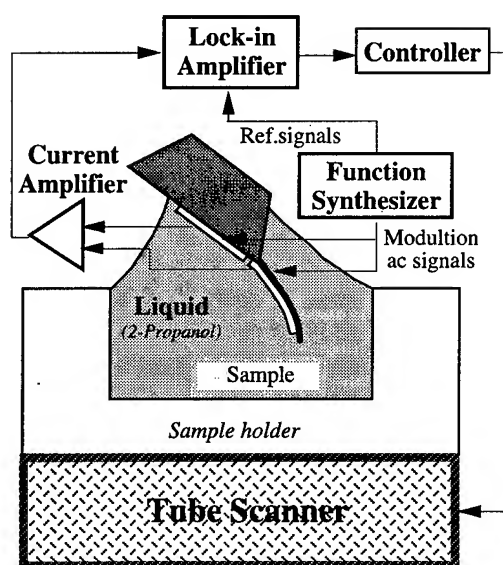 Lock-in
Amplifier
Controller
Ref.signals
Current
Amplifier
Function
Synthesizer
Modultion
ac signals
Liquid
(2-Propanol)
Sample
Sample holder
Tube Scanner